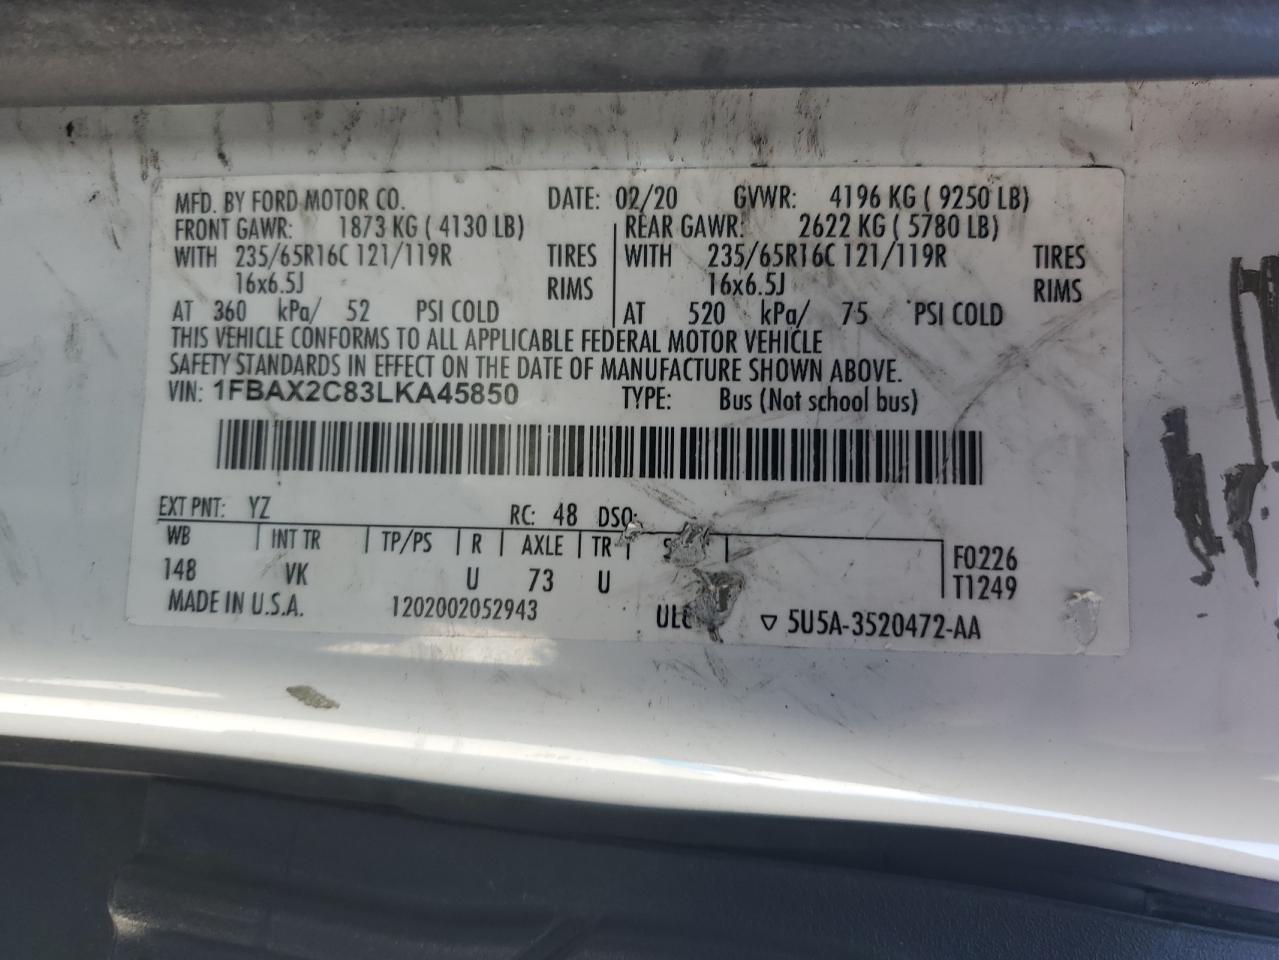 MFD. BY FORD MOTOR CO. DATE: 02/20 GVWR: 4196 KG ( 9250 LB)
FRONT GAWR: 1873 KG ( 4130 LB) REAR GAWR: 2622 KG ( 5780 LB)
WITH 235/65R16C 121/119R TIRES WITH 235/65R16C 121/119R TIRES
16x6.5J RIMS 16x6.5J RIMS
AT 360 kPa/ 52 PSI COLD AT 520 kPa/ 75 PSI COLD
THIS VEHICLE CONFORMS TO ALL APPLICABLE FEDERAL MOTOR VEHICLE
SAFETY STANDARDS IN EFFECT ON THE DATE OF MANUFACTURE SHOWN ABOVE.
VIN: 1FBAX2C83LKA45850 TYPE: Bus (Not school bus)
EXT PNT: YZ RC: 48 DSO:
WB INT TR TP/PS R AXLE TR F0226
148 VK U 73 U T1249
MADE IN U.S.A. 1202002052943 ▽ 5U5A-3520472-AA